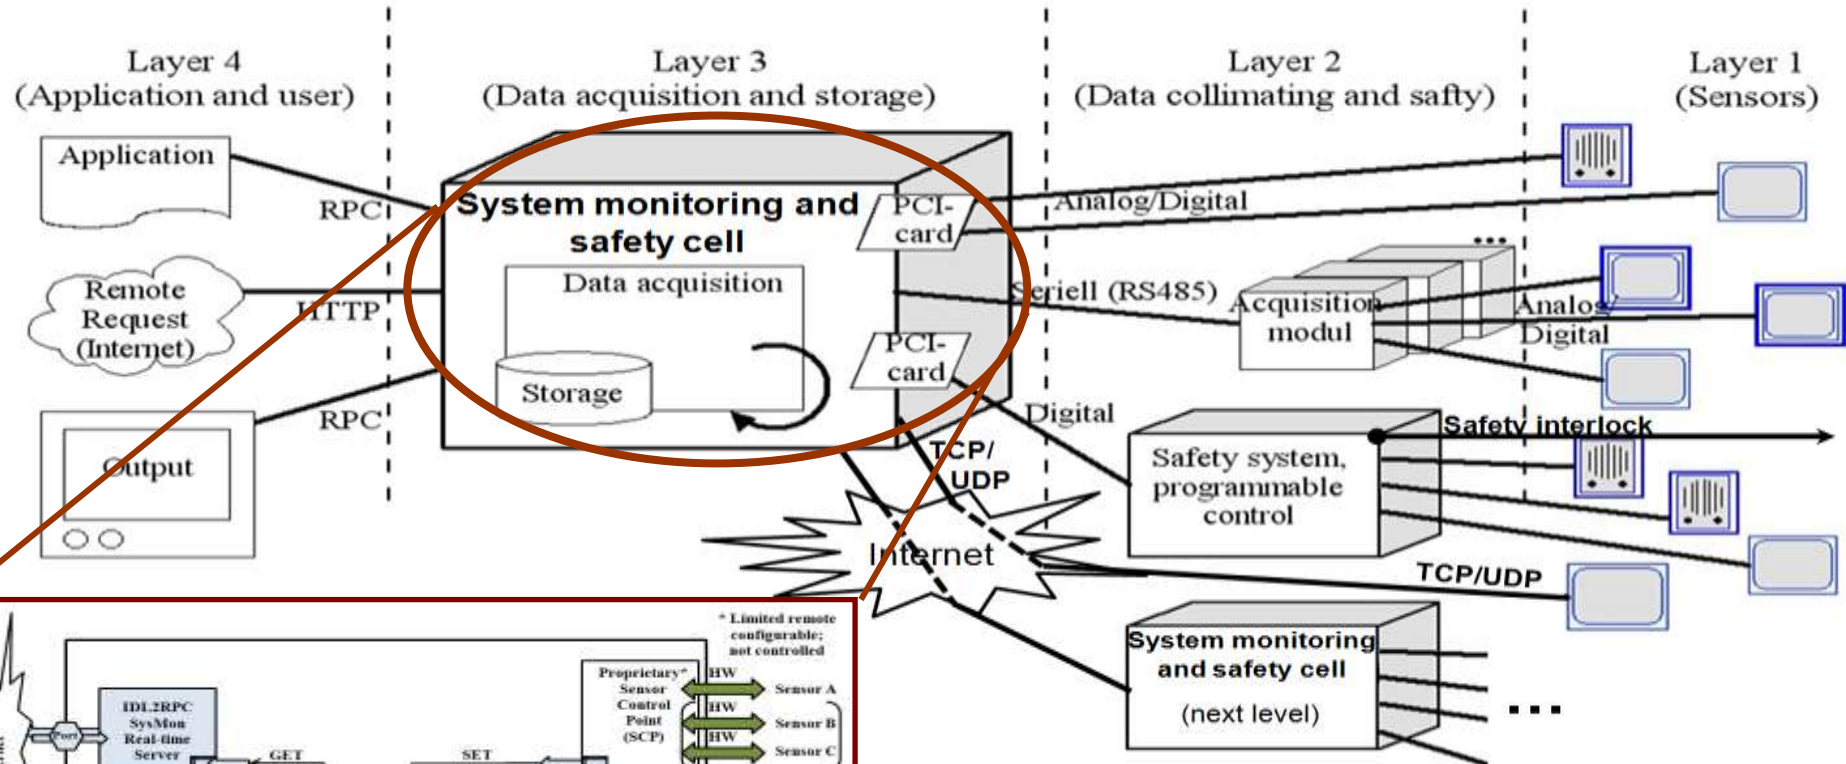 Layer 4
(Application and user)
Layer 3
(Data acquisition and storage)
Layer 2
(Data collimating and safty)
Layer 1
(Sensors)
Application
RPC
Remote
Request
(Internet)
HTTP
RPC
Output
System monitoring and
safety cell
Data acquisition
Storage
PCI-
card
PCI-
card
Analog/Digital
Seriell (RS485)
Digital
TCP/
UDP
Internet
...
Acquisition
modul
Analog/
Digital
Safety interlock
Safety system,
programmable
control
TCP/UDP
System monitoring
and safety cell
(next level)
...
* Limited remote
configurable;
not controlled
Proprietary*
Sensor
Control
Point
(SCP)
HW
Sensor A
HW
Sensor B
HW
Sensor C
IDL2RPC
SysMon
Real-time
Server
Port
GET
SET